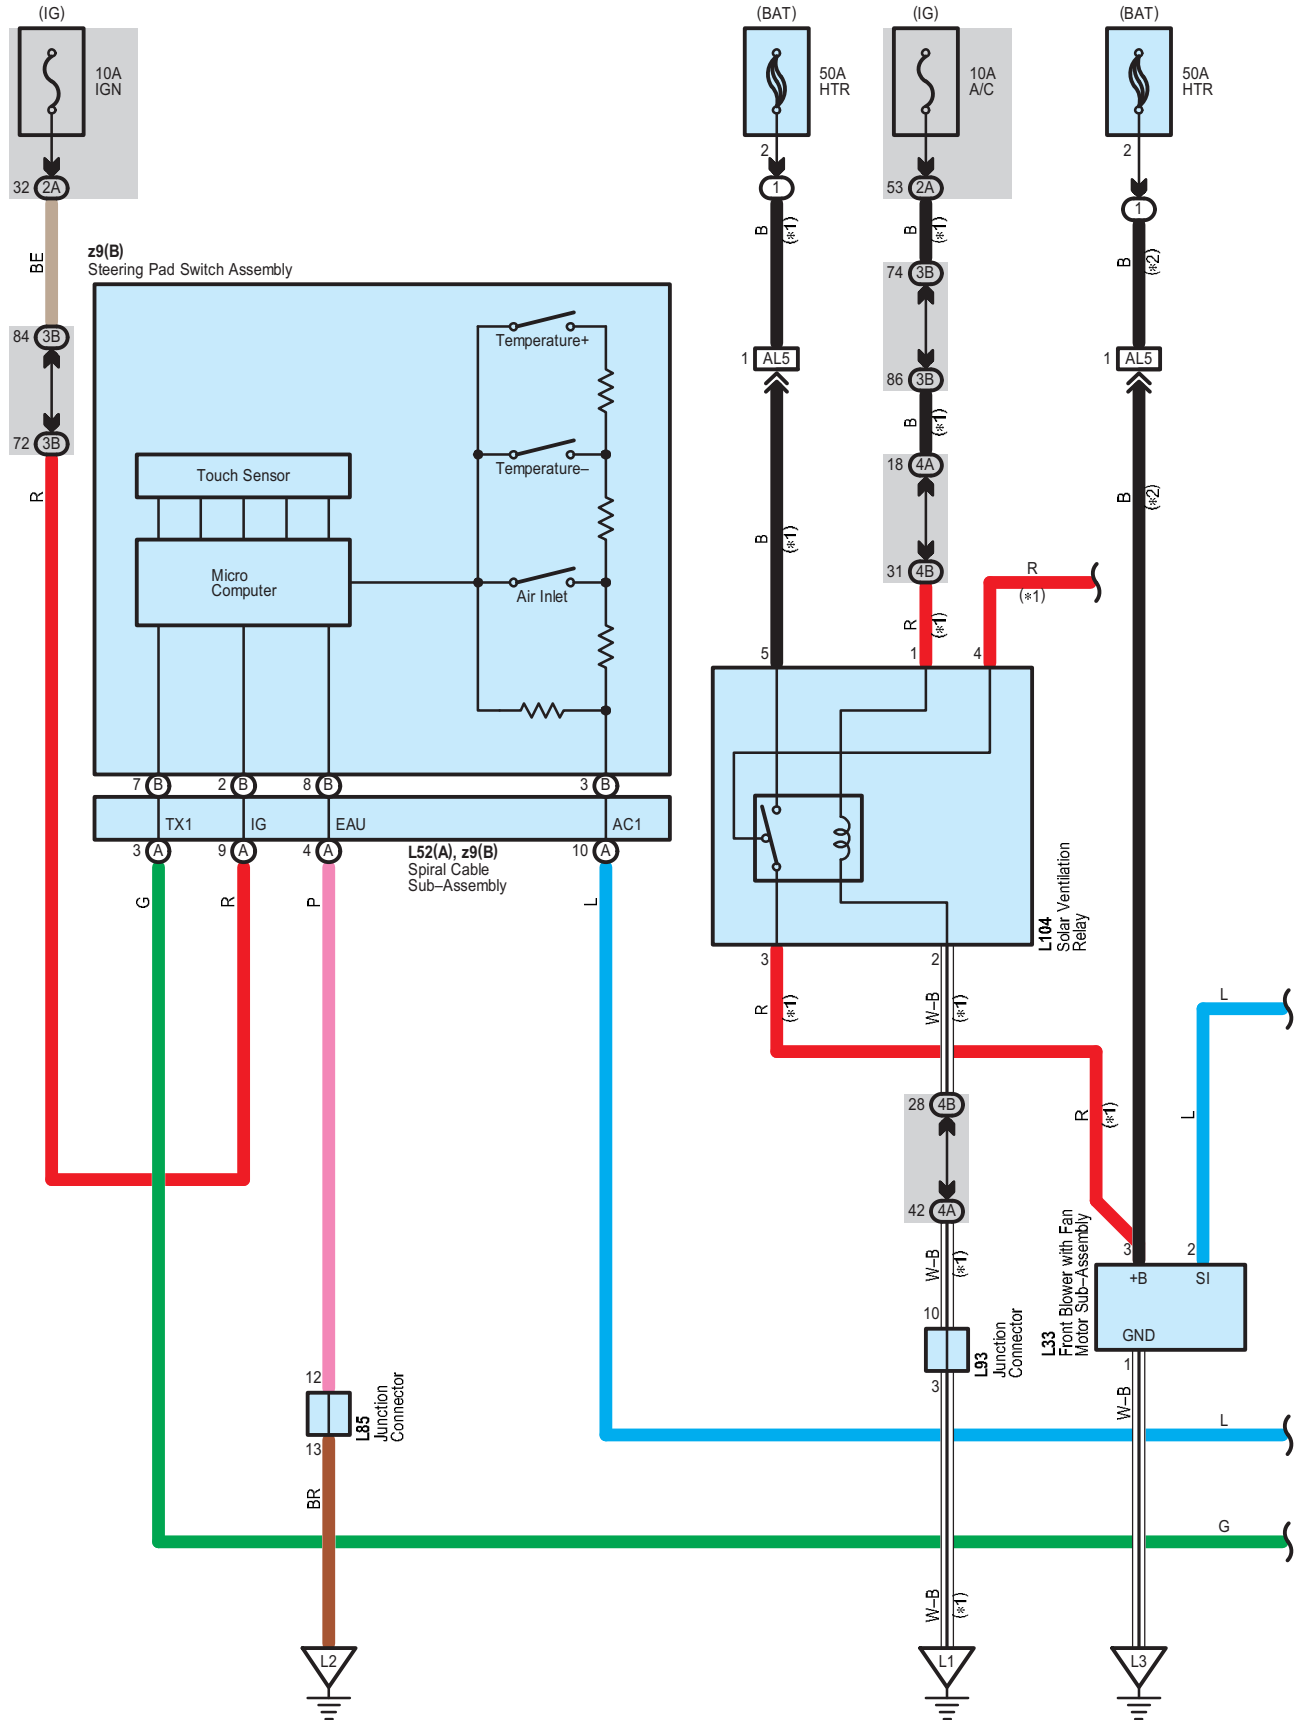 (IG)
(BAT)
(IG)
(BAT)
10A
IGN
50A
HTR
10A
A/C
50A
HTR
2
2
32 2A
1
53 2A
1
BE
B
(*1)
B
(*1)
B
(*2)
z9(B)
Steering Pad Switch Assembly
74 3B
84 3B
Temperature+
1 AL5
1 AL5
86 3B
B
(*1)
72 3B
Touch Sensor
Temperature–
18 4A
R
B
(*2)
B
(*1)
Micro
Computer
Air Inlet
31 4B
R
(*1)
R
(*1)
5
1
4
7 B
2 B
8 B
3 B
TX1
IG
EAU
AC1
3 A
9 A
4 A
10 A
L52(A), z9(B)
Spiral Cable
Sub–Assembly
G
R
P
L
L104
Solar Ventilation
Relay
3
2
R
(*1)
W–B
(*1)
L
28 4B
R
(*1)
L
42 4A
W–B
(*1)
3
2
+B
SI
GND
L33
Front Blower with Fan
Motor Sub–Assembly
10
L93
Junction
Connector
3
1
W–B
12
L85
Junction
Connector
13
L
BR
G
W–B
(*1)
L2
L1
L3